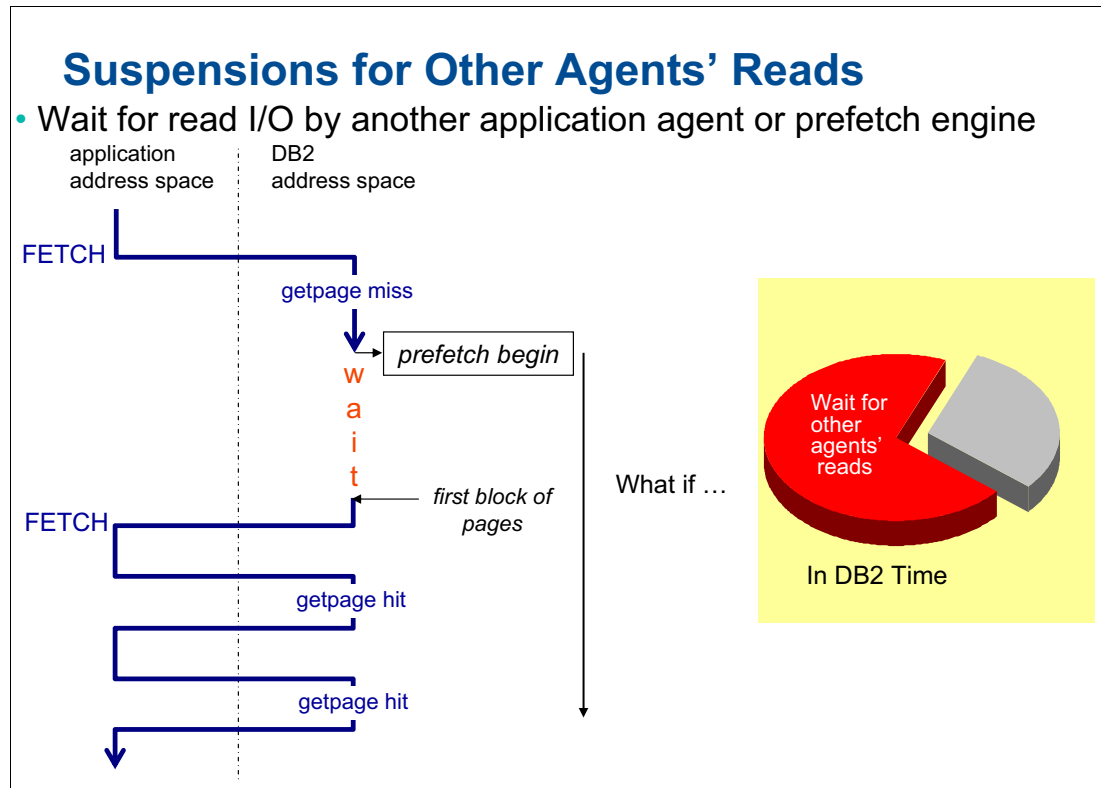 Suspensions for Other Agents’ Reads
• Wait for read I/O by another application agent or prefetch engine
application
address space
DB2
address space
FETCH
getpage miss
prefetch begin
w
a
i
t
first block of
pages
FETCH
getpage hit
getpage hit
What if …
Wait for
other
agents’
reads
In DB2 Time